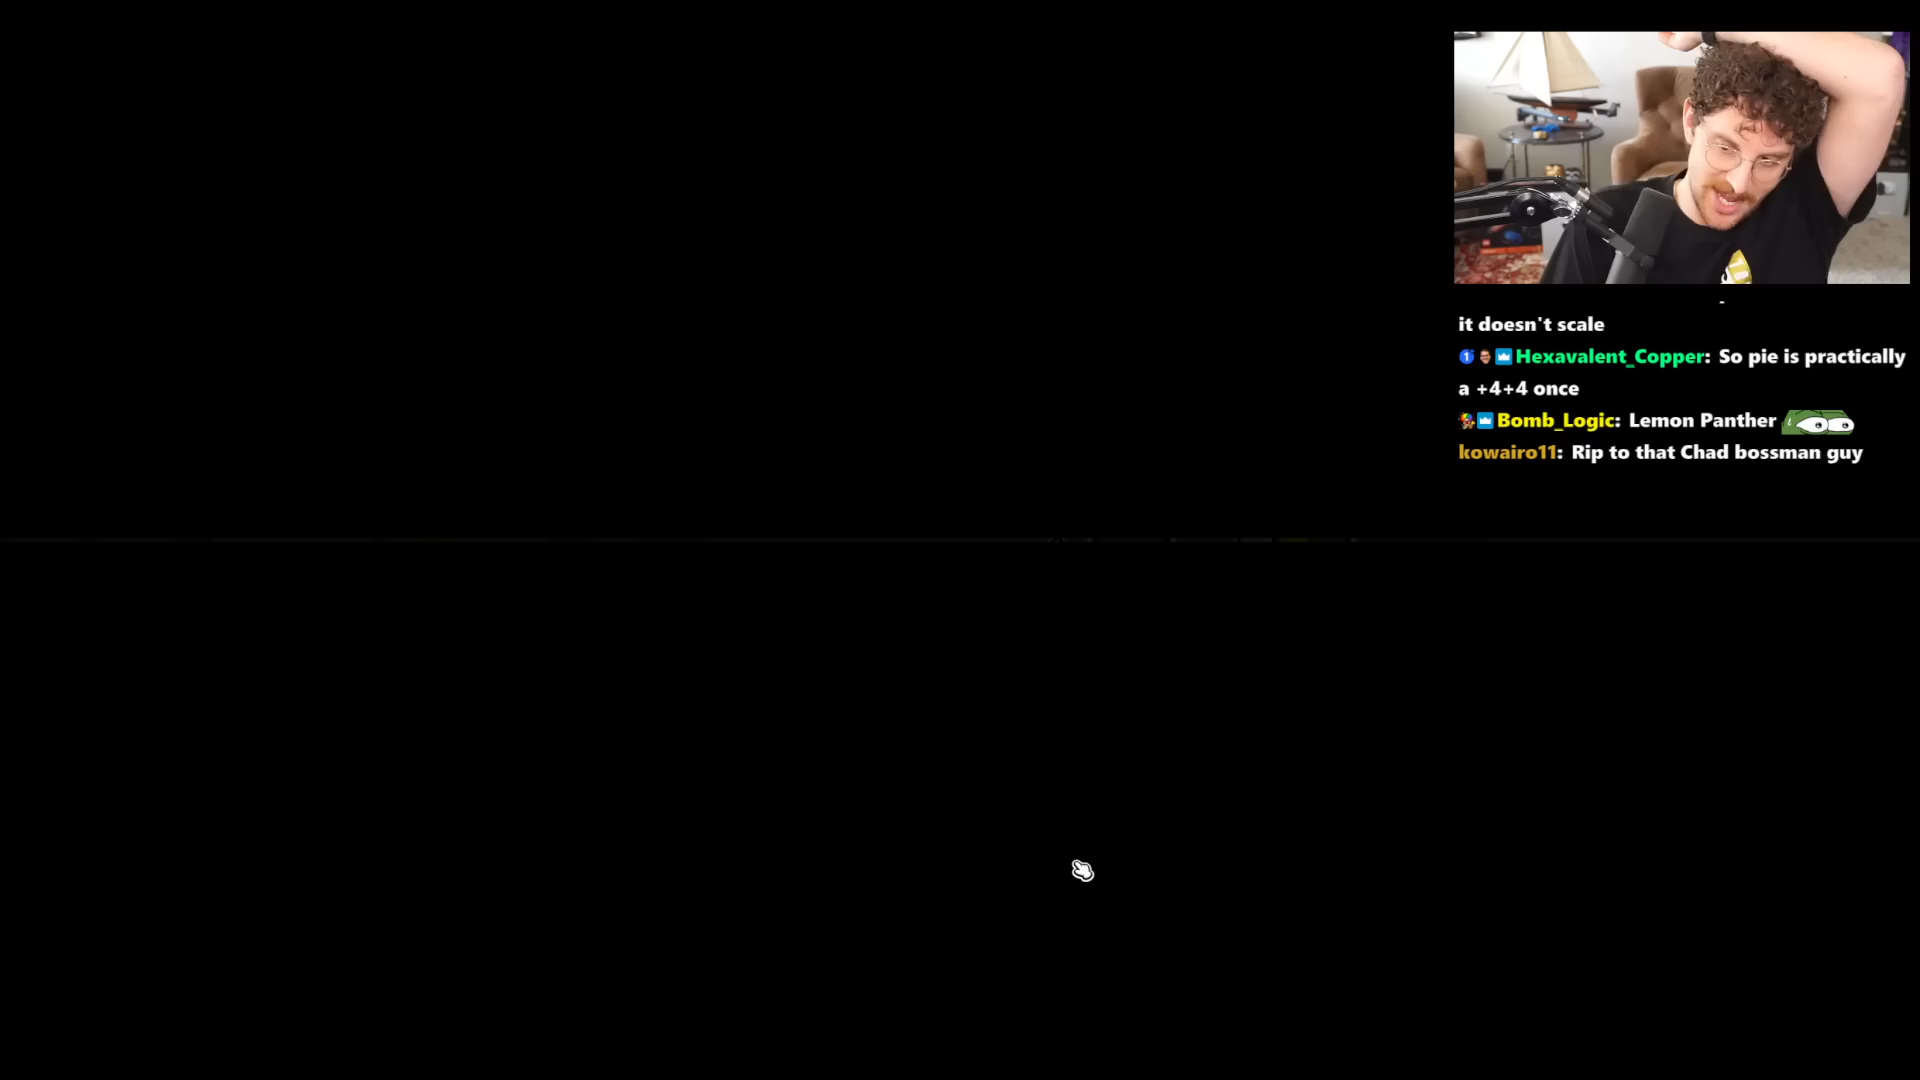 it doesn't scale
Hexavalent_Copper: So pie is practically
a +4+4 once
Bomb_Logic: Lemon Panther
kowairo11: Rip to that Chad bossman guy